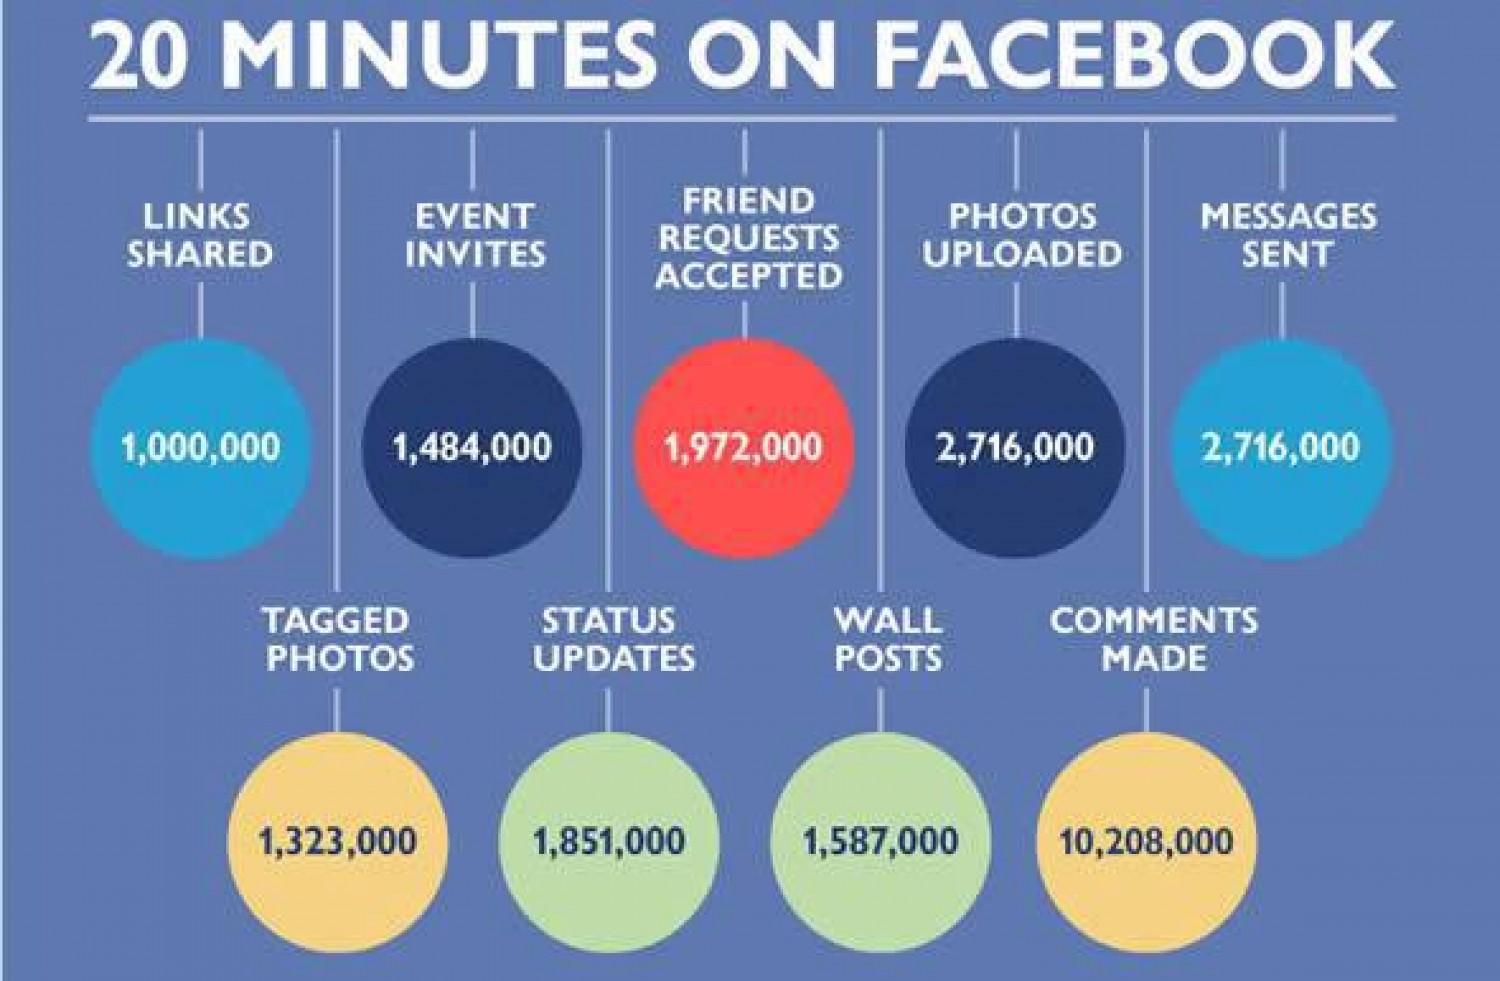 20 MINUTES ON FACEBOOK
LINKS
SHARED
1,000,000
EVENT
INVITES
1,484,000
FRIEND
REQUESTS
ACCEPTED
1,972,000
PHOTOS
UPLOADED
2,716,000
MESSAGES
SENT
2,716,000
TAGGED
PHOTOS
1,323,000
STATUS
UPDATES
1,851,000
WALL
POSTS
1,587,000
COMMENTS
MADE
10,208,000